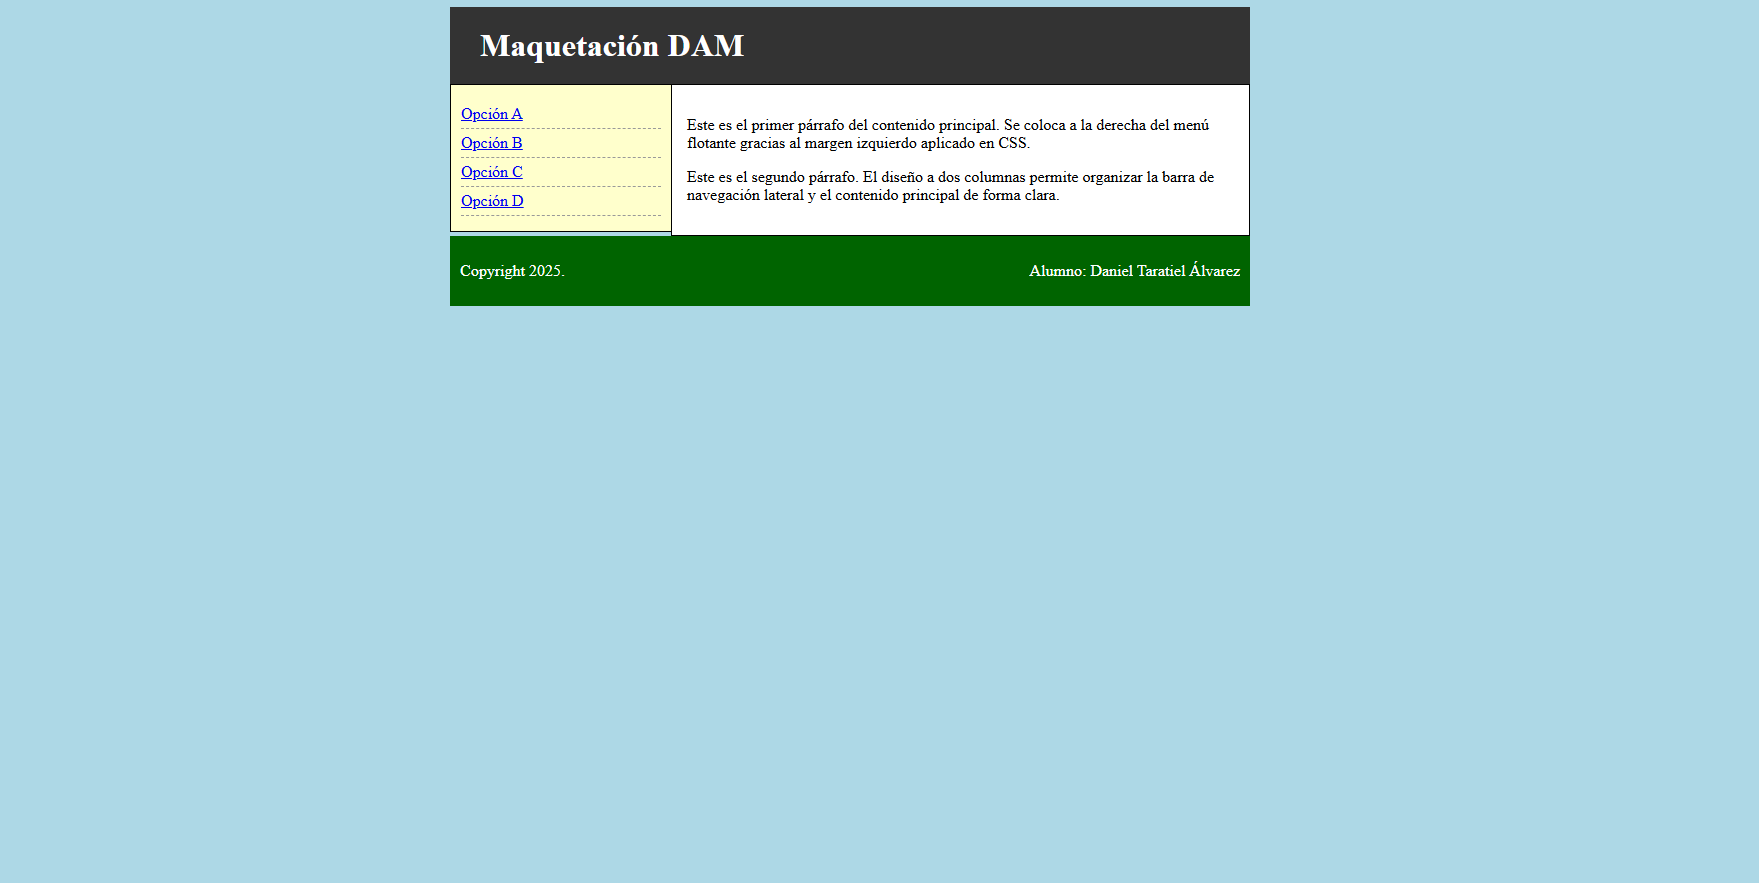 Maquetación DAM
Opción A
Opción B
Opción C
Opción D
Este es el primer párrafo del contenido principal. Se coloca a la derecha del menú
flotante gracias al margen izquierdo aplicado en CSS.
Este es el segundo párrafo. El diseño a dos columnas permite organizar la barra de
navegación lateral y el contenido principal de forma clara.
Copyright 2025.
Alumno: Daniel Taratiel Álvarez